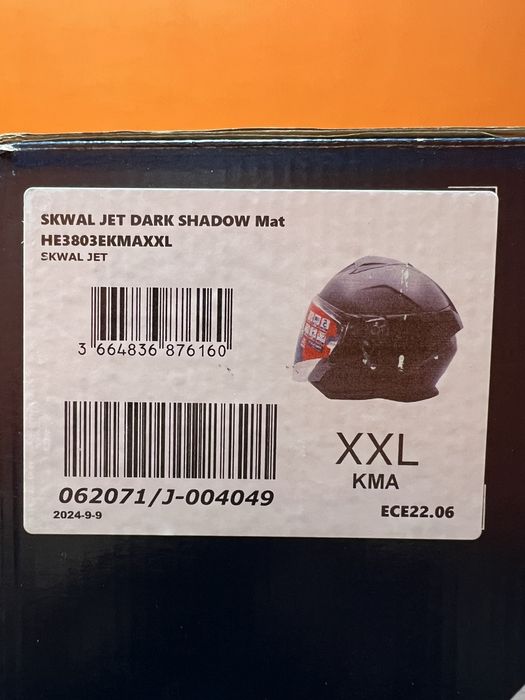 SKWAL JET DARK SHADOW Mat
HE3803EKMAXXL
SKWAL JET
3 664836 876160
XXL
KMA
062071/J-004049
2024-9-9
ECE22.06